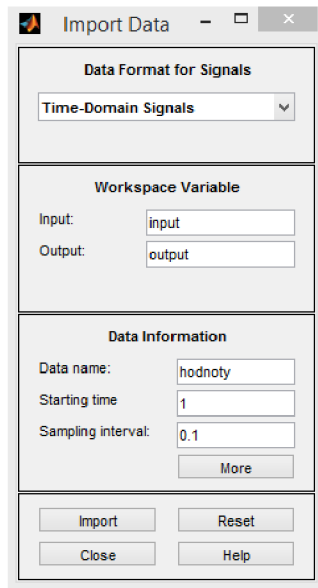 Import Data
Data Format for Signals
Time-Domain Signals
Workspace Variable
Input: input
Output: output
Data Information
Data name: hodnoty
Starting time 1
Sampling interval: 0.1
More
Import Reset
Close Help